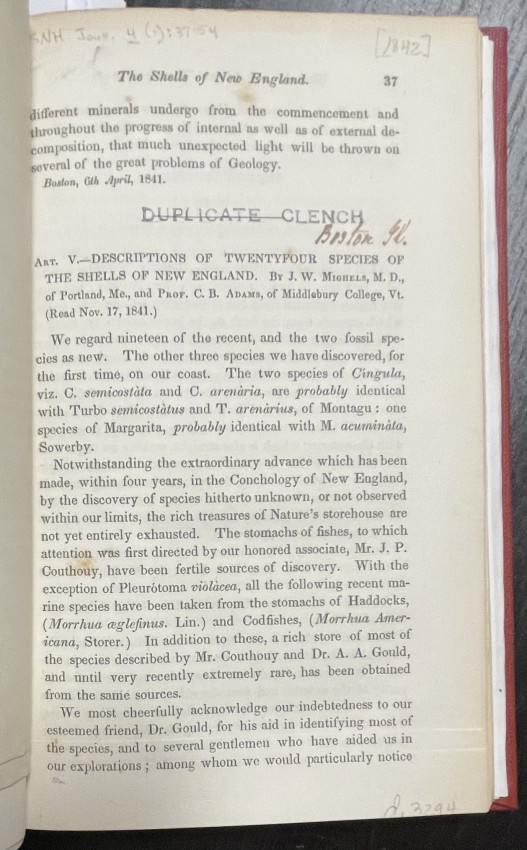 BNH Jour. 4 (1): 37-54
[1842]
The Shells of New England. 37
different minerals undergo from the commencement and
throughout the progress of internal as well as of external de-
composition, that much unexpected light will be thrown on
several of the great problems of Geology.
Boston, 6th April, 1841.
DUPLICATE CLENCH
Boston
ART. V.—DESCRIPTIONS OF TWENTYFOUR SPECIES OF
THE SHELLS OF NEW ENGLAND. BY J. W. MIGHELS, M. D.,
of Portland, Me., and PROF. C. B. ADAMS, of Middlebury College, Vt.
(Read Nov. 17, 1841.)
We regard nineteen of the recent, and the two fossil spe-
cies as new. The other three species we have discovered, for
the first time, on our coast. The two species of Cingula,
viz. C. semicostàta and C. arenària, are probably identical
with Turbo semicostàtus and T. arenàrius, of Montagu: one
species of Margarita, probably identical with M. acuminàta,
Sowerby.
Notwithstanding the extraordinary advance which has been
made, within four years, in the Conchology of New England,
by the discovery of species hitherto unknown, or not observed
within our limits, the rich treasures of Nature's storehouse are
not yet entirely exhausted. The stomachs of fishes, to which
attention was first directed by our honored associate, Mr. J. P.
Couthouy, have been fertile sources of discovery. With the
exception of Pleurótoma violàcea, all the following recent ma-
rine species have been taken from the stomachs of Haddocks,
(Morrhua æglefinus. Lin.) and Codfishes, (Morrhua Amer-
icana, Storer.) In addition to these, a rich store of most of
the species described by Mr. Couthouy and Dr. A. A. Gould,
and until very recently extremely rare, has been obtained
from the same sources.
We most cheerfully acknowledge our indebtedness to our
esteemed friend, Dr. Gould, for his aid in identifying most of
the species, and to several gentlemen who have aided us in
our explorations; among whom we would particularly notice